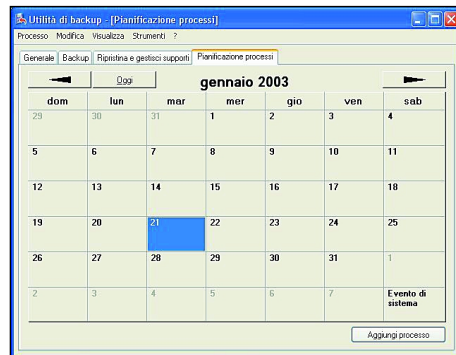 Utilità di backup - [Pianificazione processi]
Processo Modifica Visualizza Strumenti ?
Generale Backup Ripristina e gestisci supporti Pianificazione processi
Oggi gennaio 2003
dom lun mar mer gio ven sab
29 30 31 1 2 3 4
5 6 7 8 9 10 11
12 13 14 15 16 17 18
19 20 21 22 23 24 25
26 27 28 29 30 31 1
2 3 4 5 6 7 Evento di
sistema
Aggiungi processo